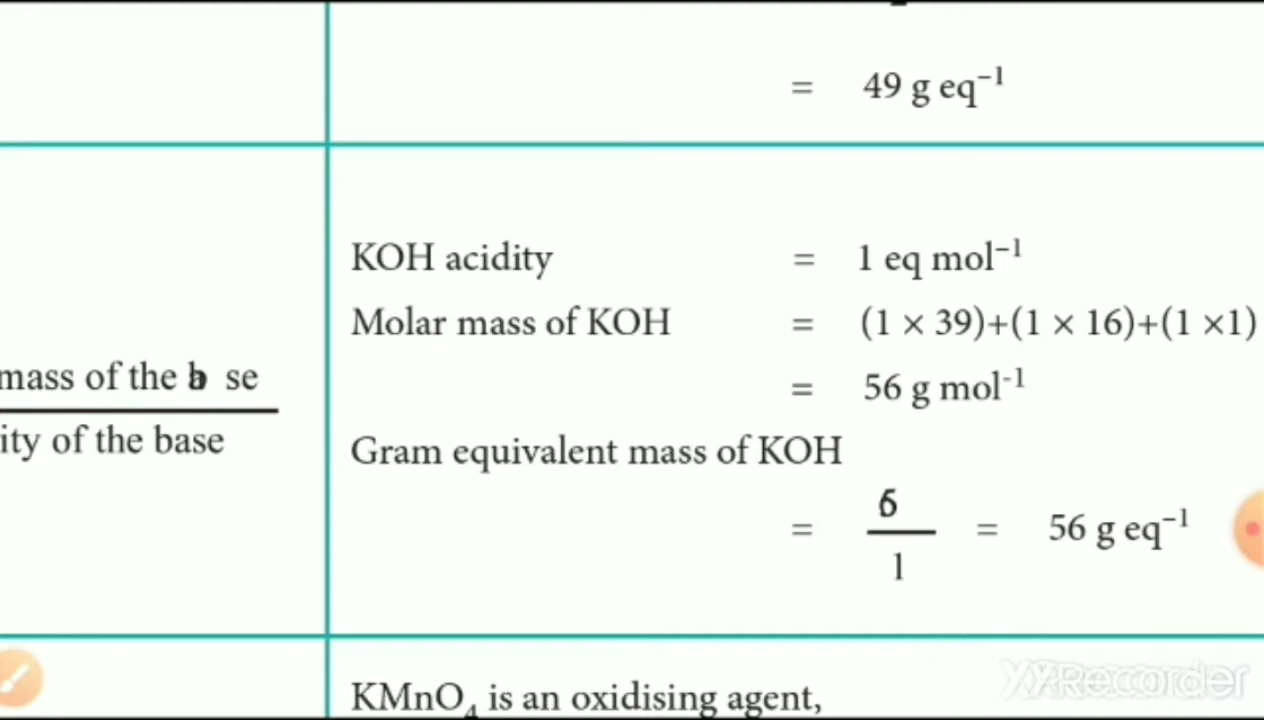 = 49 g eq⁻¹
KOH acidity = 1 eq mol⁻¹
Molar mass of KOH = (1 × 39)+(1 × 16)+(1 ×1)
= 56 g mol⁻¹
mass of the
se
ity of the base
Gram equivalent mass of KOH
= 6/1 = 56 g eq⁻¹
KMnO₄ is an oxidising agent,